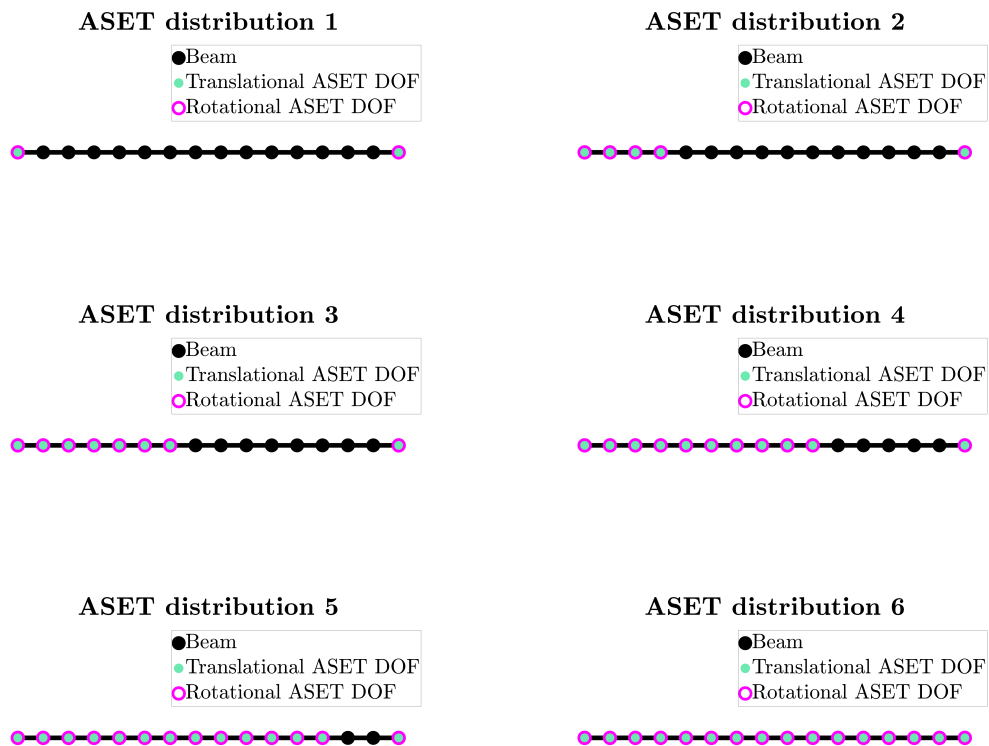 ASET distribution 1
Beam
Translational ASET DOF
Rotational ASET DOF
ASET distribution 2
Beam
Translational ASET DOF
Rotational ASET DOF
ASET distribution 3
Beam
Translational ASET DOF
Rotational ASET DOF
ASET distribution 4
Beam
Translational ASET DOF
Rotational ASET DOF
ASET distribution 5
Beam
Translational ASET DOF
Rotational ASET DOF
ASET distribution 6
Beam
Translational ASET DOF
Rotational ASET DOF